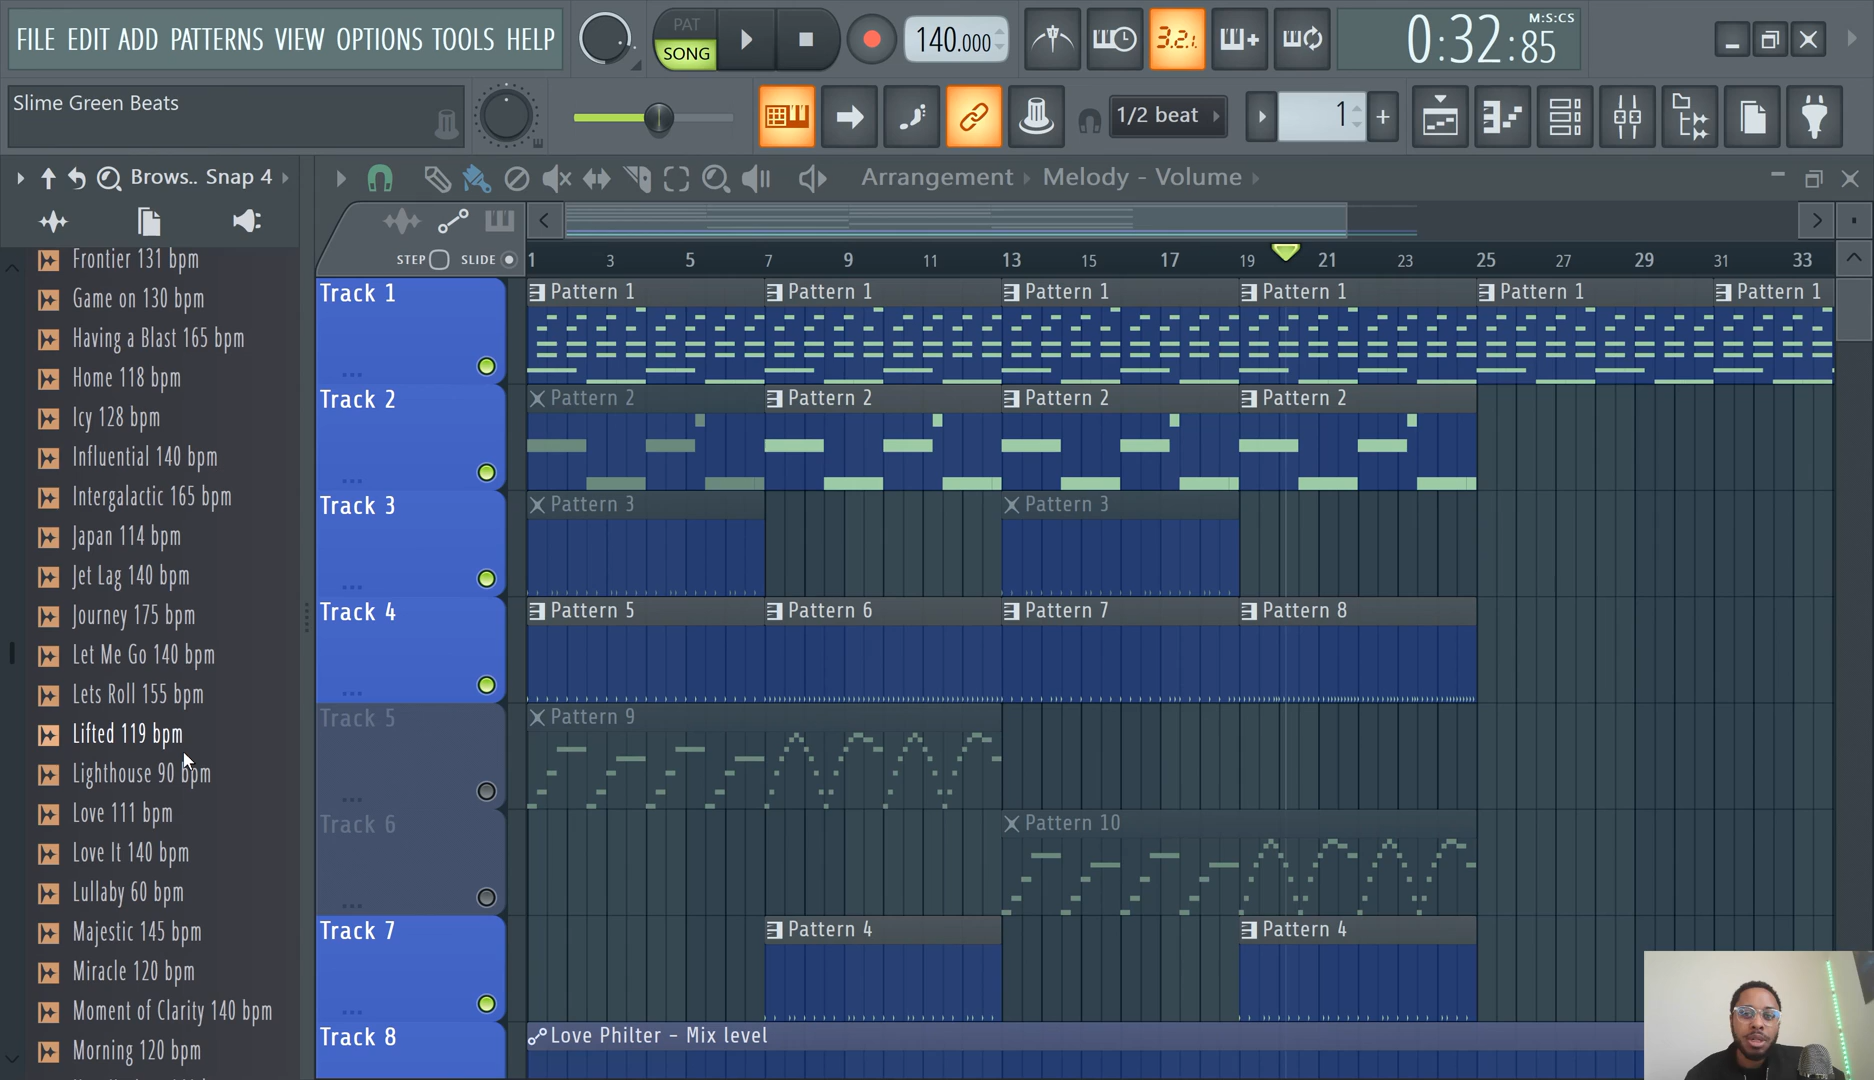 FILE EDIT ADD PATTERNS VIEW OPTIONS TOOLS HELP
PAT
SONG
140.000
3.2.1
M:S:CS
0:32:85
Slime Green Beats
1/2 beat
1
Brows.. Snap 4
Arrangement Melody - Volume
STEP SLIDE
1 3 5 7 9 11 13 15 17 19 21 23 25 27 29 31 33
Frontier 131 bpm
Game on 130 bpm
Having a Blast 165 bpm
Home 118 bpm
Icy 128 bpm
Influential 140 bpm
Intergalactic 165 bpm
Japan 114 bpm
Jet Lag 140 bpm
Journey 175 bpm
Let Me Go 140 bpm
Lets Roll 155 bpm
Lifted 119 bpm
Lighthouse 90 bpm
Love 111 bpm
Love It 140 bpm
Lullaby 60 bpm
Majestic 145 bpm
Miracle 120 bpm
Moment of Clarity 140 bpm
Morning 120 bpm
Track 1
Pattern 1 Pattern 1 Pattern 1 Pattern 1 Pattern 1 Pattern 1
Track 2
Pattern 2 Pattern 2 Pattern 2 Pattern 2
Track 3
Pattern 3 Pattern 3
Track 4
Pattern 5 Pattern 6 Pattern 7 Pattern 8
Track 5
Pattern 9
Track 6
Pattern 10
Track 7
Pattern 4 Pattern 4
Track 8
Love Philter - Mix level